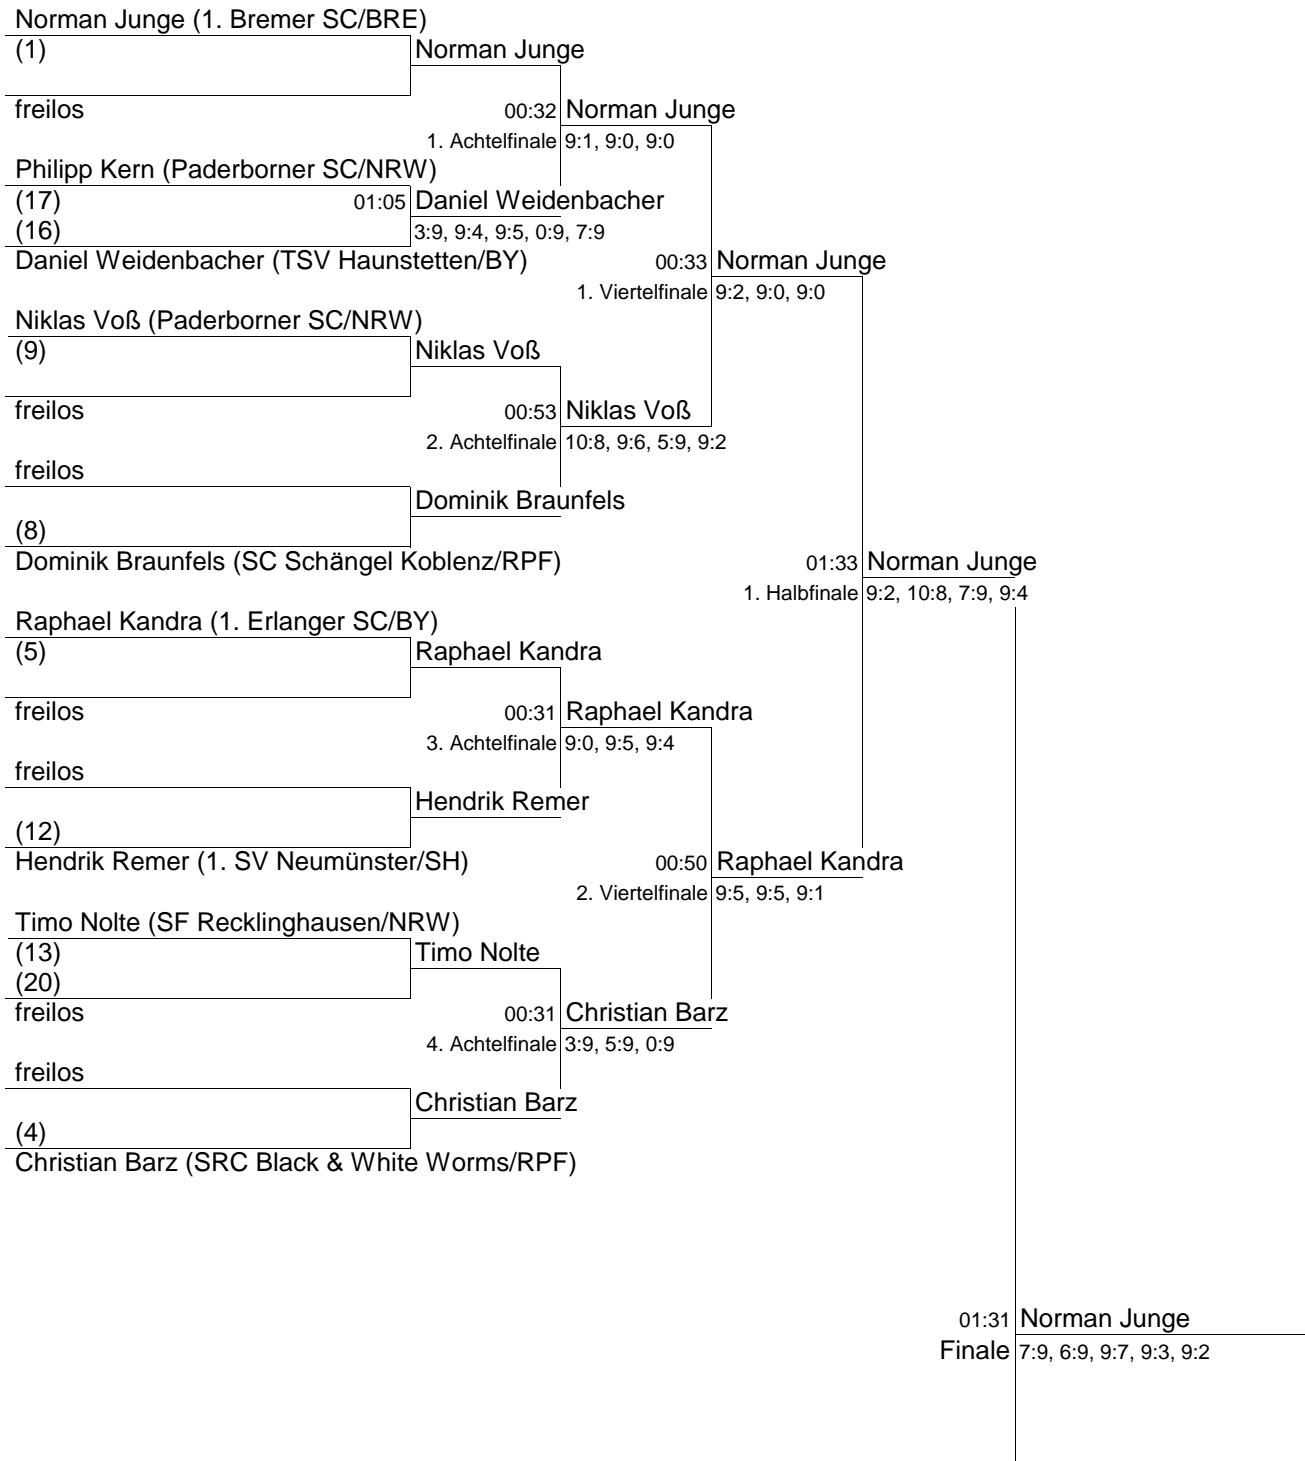 Norman Junge (1. Bremer SC/BRE)
(1)
Norman Junge
freilos
00:32 Norman Junge
1. Achtelfinale 9:1, 9:0, 9:0
Philipp Kern (Paderborner SC/NRW)
(17)
01:05 Daniel Weidenbacher
(16)
3:9, 9:4, 9:5, 0:9, 7:9
Daniel Weidenbacher (TSV Haunstetten/BY)
00:33 Norman Junge
1. Viertelfinale 9:2, 9:0, 9:0
Niklas Voß (Paderborner SC/NRW)
(9)
Niklas Voß
freilos
00:53 Niklas Voß
2. Achtelfinale 10:8, 9:6, 5:9, 9:2
freilos
Dominik Braunfels
(8)
Dominik Braunfels (SC Schängel Koblenz/RPF)
01:33 Norman Junge
1. Halbfinale 9:2, 10:8, 7:9, 9:4
Raphael Kandra (1. Erlanger SC/BY)
(5)
Raphael Kandra
freilos
00:31 Raphael Kandra
3. Achtelfinale 9:0, 9:5, 9:4
freilos
Hendrik Remer
(12)
Hendrik Remer (1. SV Neumünster/SH)
00:50 Raphael Kandra
2. Viertelfinale 9:5, 9:5, 9:1
Timo Nolte (SF Recklinghausen/NRW)
(13)
Timo Nolte
(20)
freilos
00:31 Christian Barz
4. Achtelfinale 3:9, 5:9, 0:9
freilos
Christian Barz
(4)
Christian Barz (SRC Black & White Worms/RPF)
01:31 Norman Junge
Finale 7:9, 6:9, 9:7, 9:3, 9:2